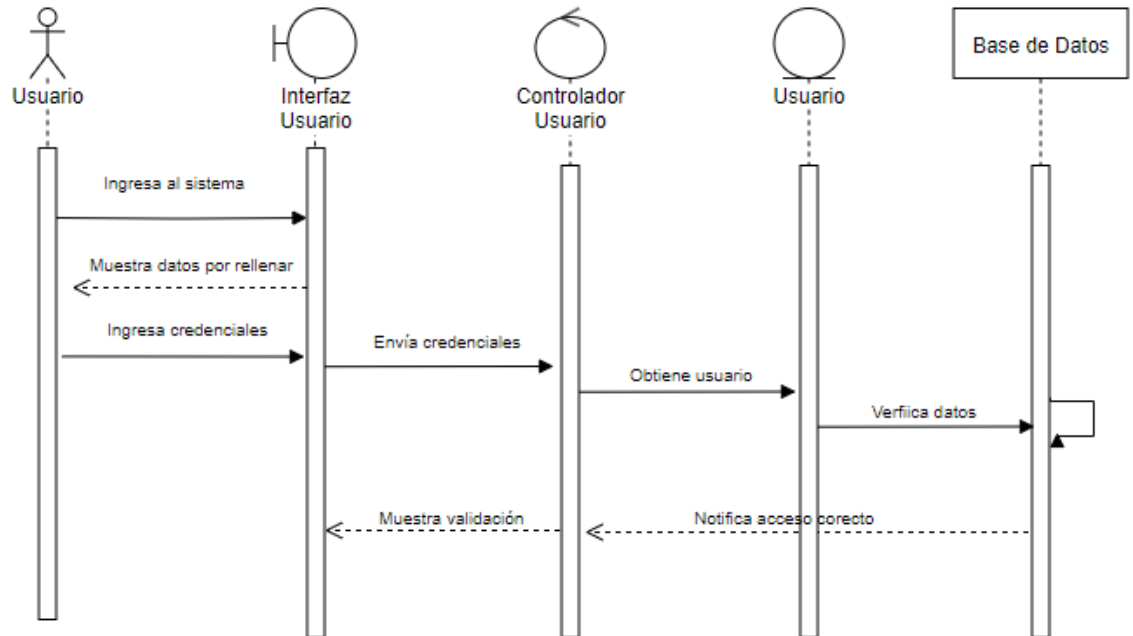 Usuario
Interfaz
Usuario
Controlador
Usuario
Usuario
Base de Datos
Ingresa al sistema
Muestra datos por rellenar
Ingresa credenciales
Envía credenciales
Obtiene usuario
Verfiica datos
Muestra validación
Notifica acceso corecto